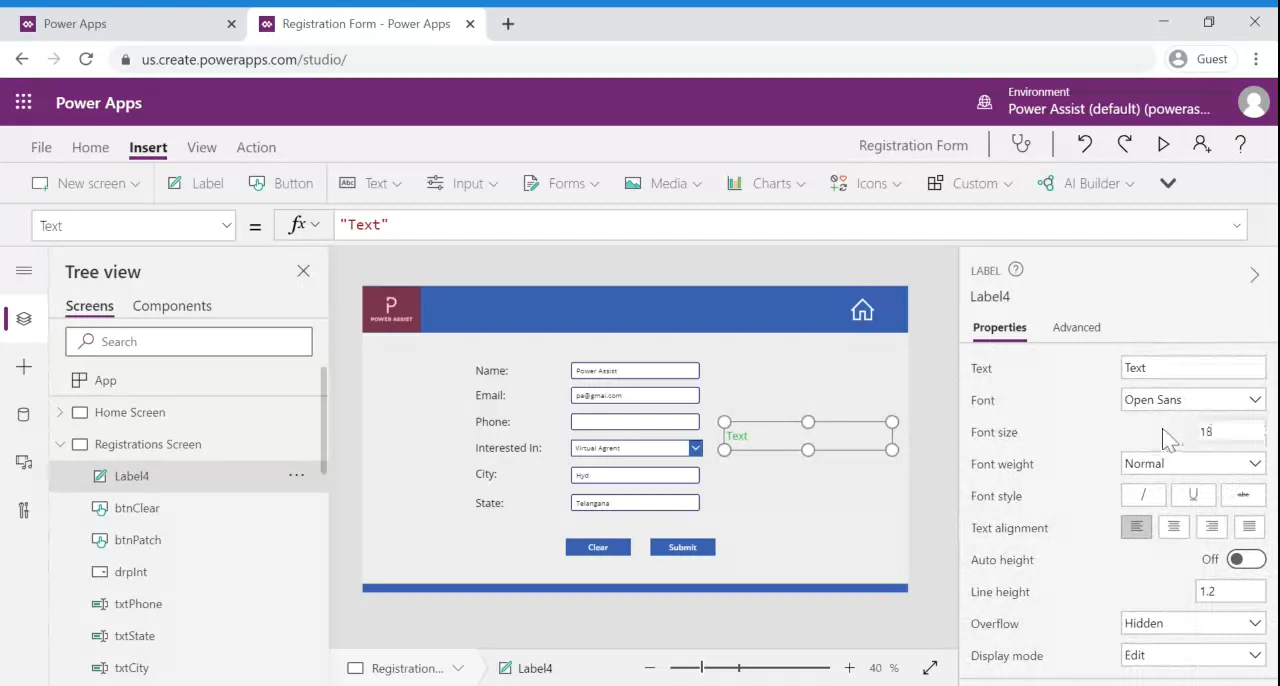 Power Apps
Registration Form - Power Apps
us.create.powerapps.com/studio/
Guest
Power Apps
Environment
Power Assist (default) (poweras...
File Home Insert View Action
Registration Form
New screen Label Button Text Input Forms Media Charts Icons Custom AI Builder
Text = fx "Text"
Tree view
Screens Components
Search
App
Home Screen
Registrations Screen
Label4 ...
btnClear
btnPatch
drpInt
txtPhone
txtState
txtCity
P
POWER ASSIST
Name: Power Assist
Email: pa@gmai.com
Phone:
Text
Interested In: Virtual Agrent
City: Hyd
State: Telangana
Clear Submit
Registration... Label4
40 %
LABEL ?
Label4
Properties Advanced
Text Text
Font Open Sans
Font size 18
Font weight Normal
Font style / U abc
Text alignment
Auto height Off
Line height 1.2
Overflow Hidden
Display mode Edit